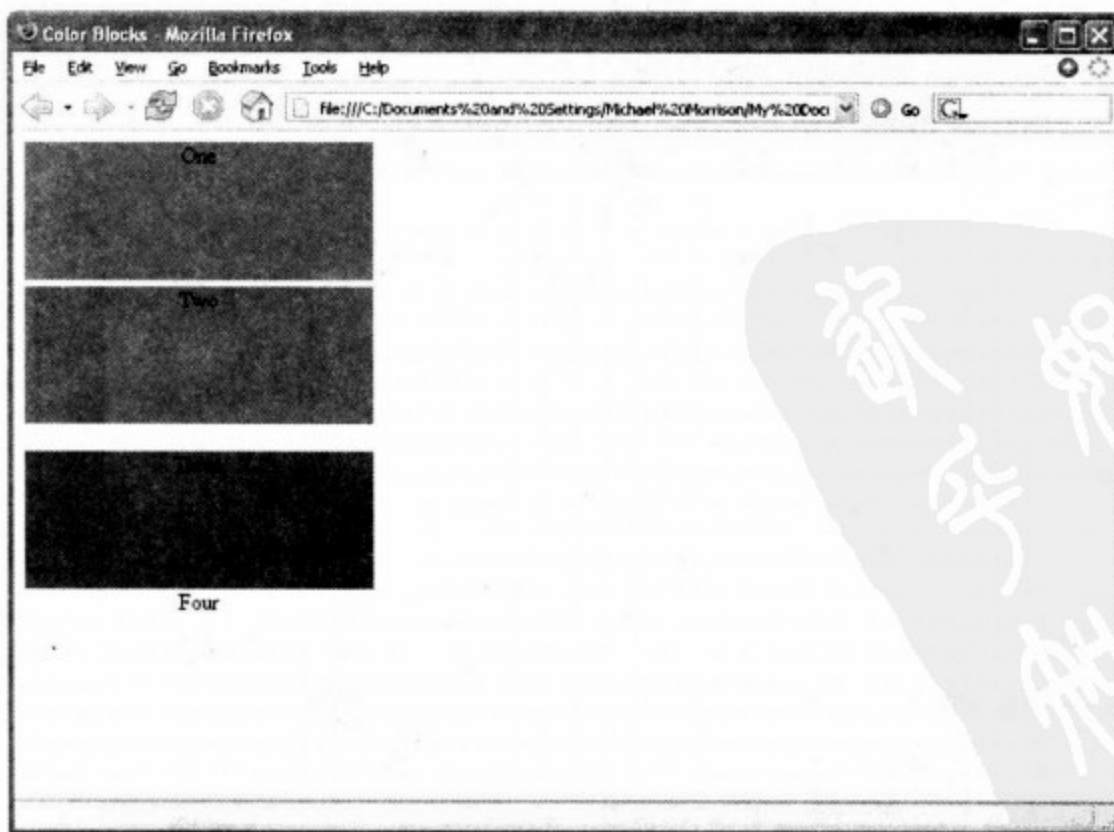 Color Blocks - Mozilla Firefox
File Edit View Go Bookmarks Tools Help
file:///C:/Documents%20and%20Settings/Michael%20Morrison/My%20Doc Go
One
Two
Four